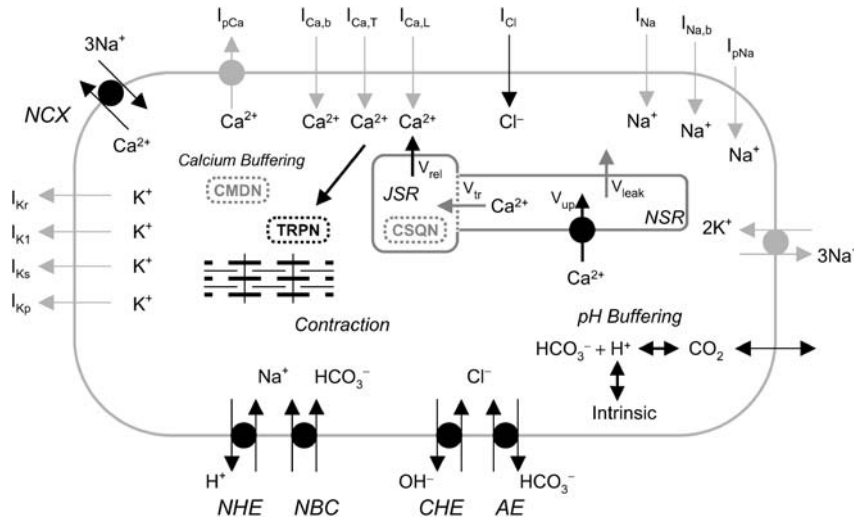 I_pCa
I_Ca,b
I_Ca,T
I_Ca,L
I_Cl
I_Na
I_Na,b
I_pNa
3Na⁺
NCX
Ca²⁺
Ca²⁺
Ca²⁺
Ca²⁺
Ca²⁺
Cl⁻
Na⁺
Na⁺
Na⁺
Calcium Buffering
CMDN
TRPN
JSR
V_rel
CSQN
V_tr
Ca²⁺
V_up
V_leak
NSR
Ca²⁺
I_Kr
K⁺
I_K1
K⁺
I_Ks
K⁺
I_Kp
K⁺
2K⁺
3Na⁺
Contraction
pH Buffering
HCO₃⁻ + H⁺
CO₂
Intrinsic
Na⁺
HCO₃⁻
Cl⁻
H⁺
OH⁻
HCO₃⁻
NHE
NBC
CHE
AE